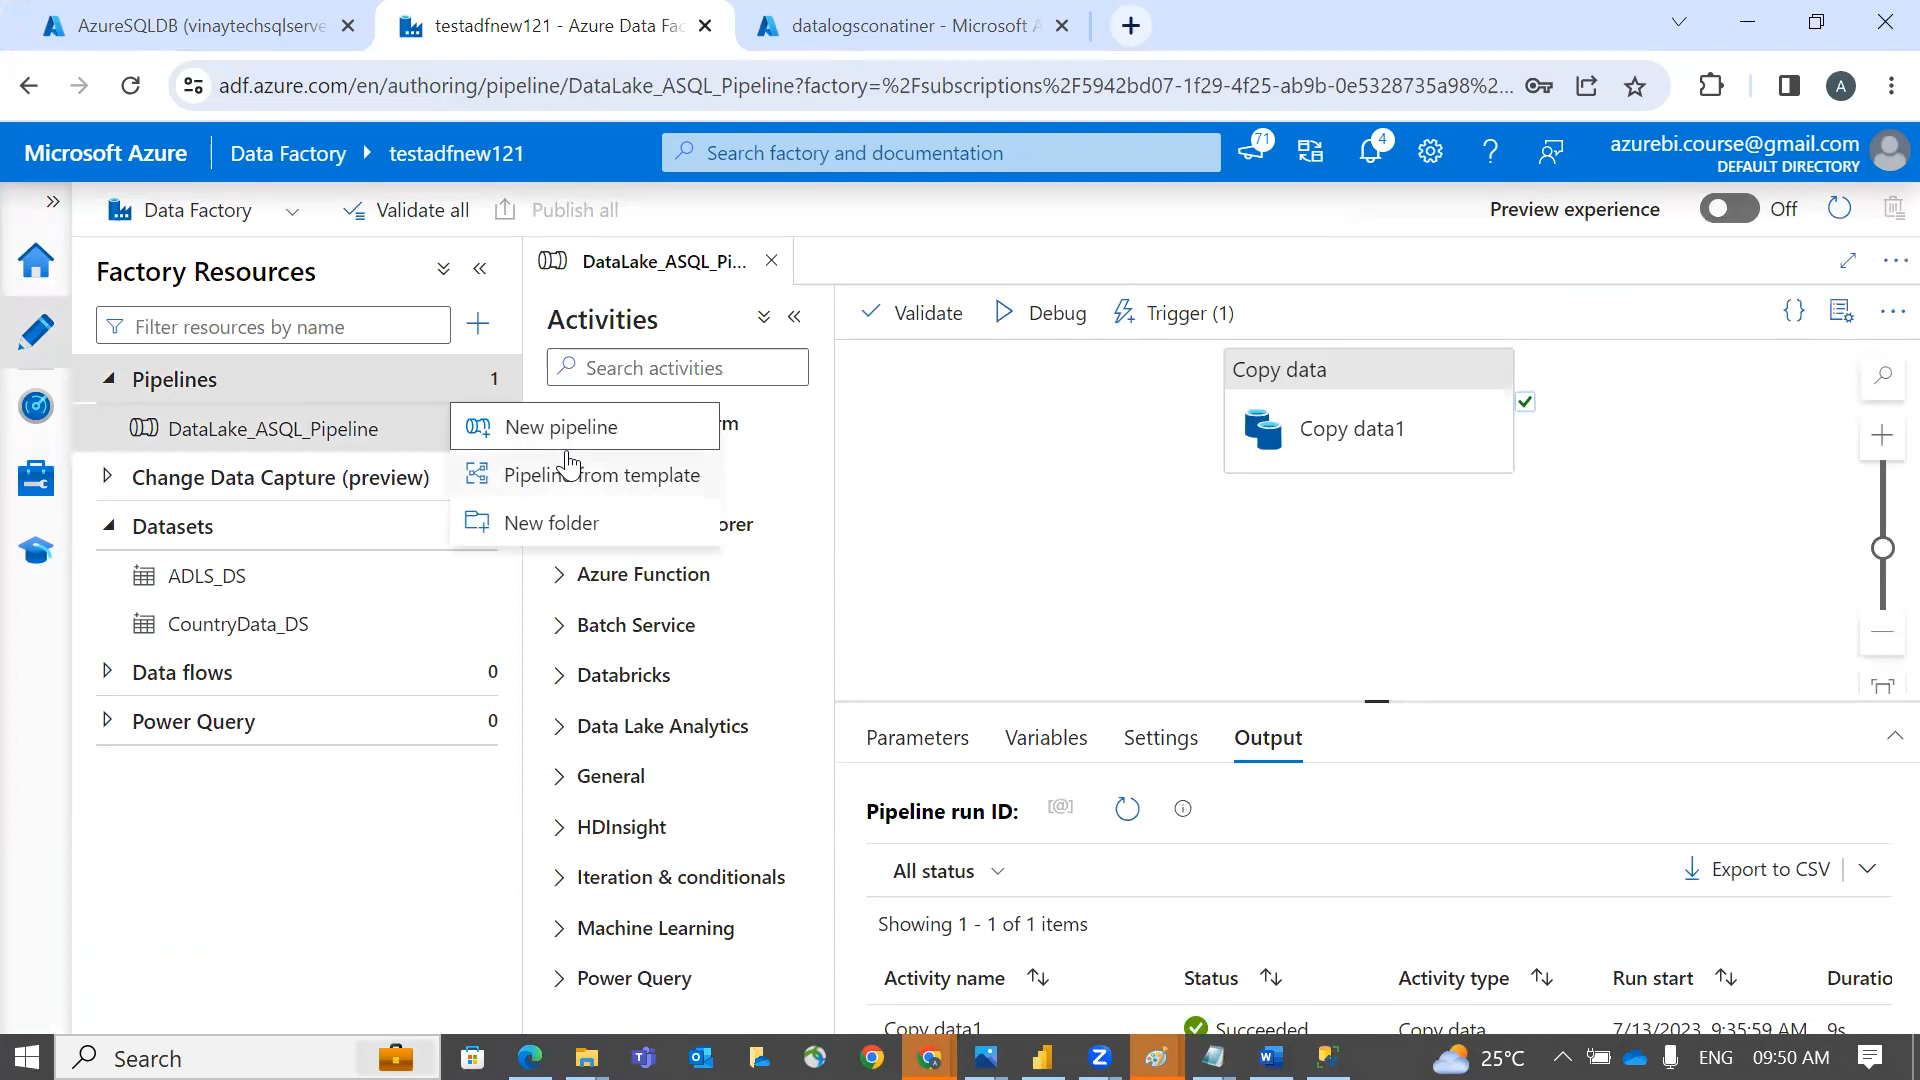 AzureSQLDB (vinaytechsqlserve
testadfnew121 - Azure Data Fac
datalogsconatiner - Microsoft A
adf.azure.com/en/authoring/pipeline/DataLake_ASQL_Pipeline?factory=%2Fsubscriptions%2F5942bd07-1f29-4f25-ab9b-0e5328735a98%2...
A
Microsoft Azure
Data Factory
testadfnew121
Search factory and documentation
71
4
azurebi.course@gmail.com
DEFAULT DIRECTORY
Data Factory
Validate all
Publish all
Preview experience
Off
Factory Resources
DataLake_ASQL_Pi...
Filter resources by name
Activities
Search activities
Validate
Debug
Trigger (1)
Pipelines
1
DataLake_ASQL_Pipeline
Change Data Capture (preview)
Datasets
ADLS_DS
CountryData_DS
Data flows
0
Power Query
0
New pipeline
Pipeline from template
New folder
rm
orer
Azure Function
Batch Service
Databricks
Data Lake Analytics
General
HDInsight
Iteration & conditionals
Machine Learning
Power Query
Copy data
Copy data1
Parameters
Variables
Settings
Output
Pipeline run ID:
All status
Export to CSV
Showing 1 - 1 of 1 items
Activity name
Status
Activity type
Run start
Duratio
Copy data1
Succeeded
Copy data
7/13/2023, 9:35:59 AM
9s
Search
25°C
ENG
09:50 AM